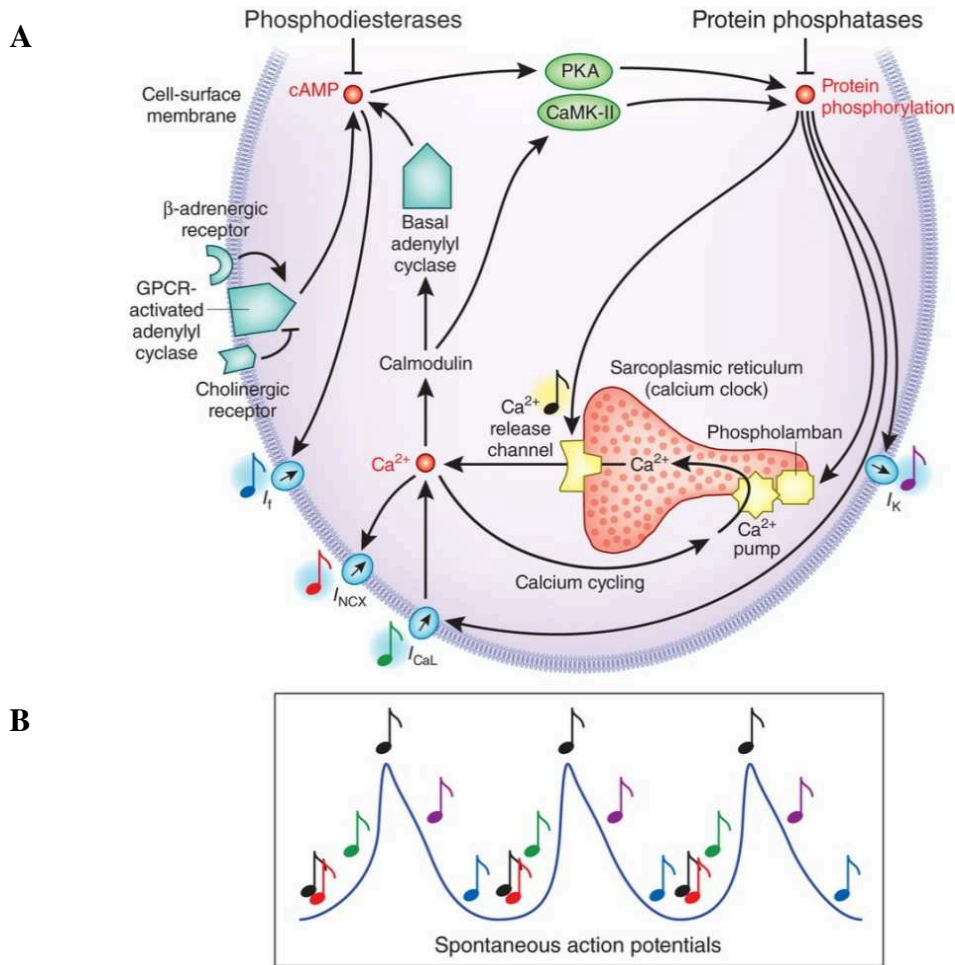 A
Phosphodiesterases
Protein phosphatases
cAMP
PKA
CaMK-II
Protein
phosphorylation
Cell-surface
membrane
β-adrenergic
receptor
Basal
adenylyl
cyclase
GPCR-
activated
adenylyl
cyclase
Cholinergic
receptor
Calmodulin
Sarcoplasmic reticulum
(calcium clock)
Ca²⁺
release
channel
Phospholamban
Ca²⁺
Ca²⁺
If
IK
Ca²⁺
pump
Calcium cycling
INCX
ICaL
B
Spontaneous action potentials